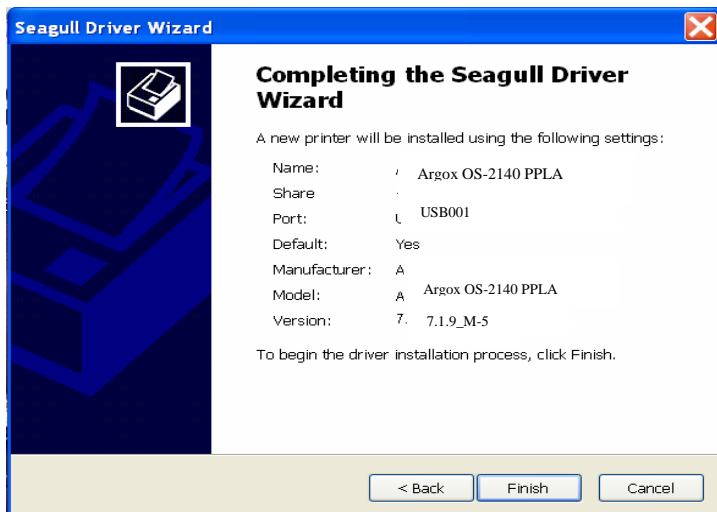 Seagull Driver Wizard
Completing the Seagull Driver
Wizard
A new printer will be installed using the following settings:
Name: Argox OS-2140 PPLA
Share
Port: USB001
Default: Yes
Manufacturer: A
Model: A Argox OS-2140 PPLA
Version: 7. 7.1.9_M-5
To begin the driver installation process, click Finish.
< Back Finish Cancel